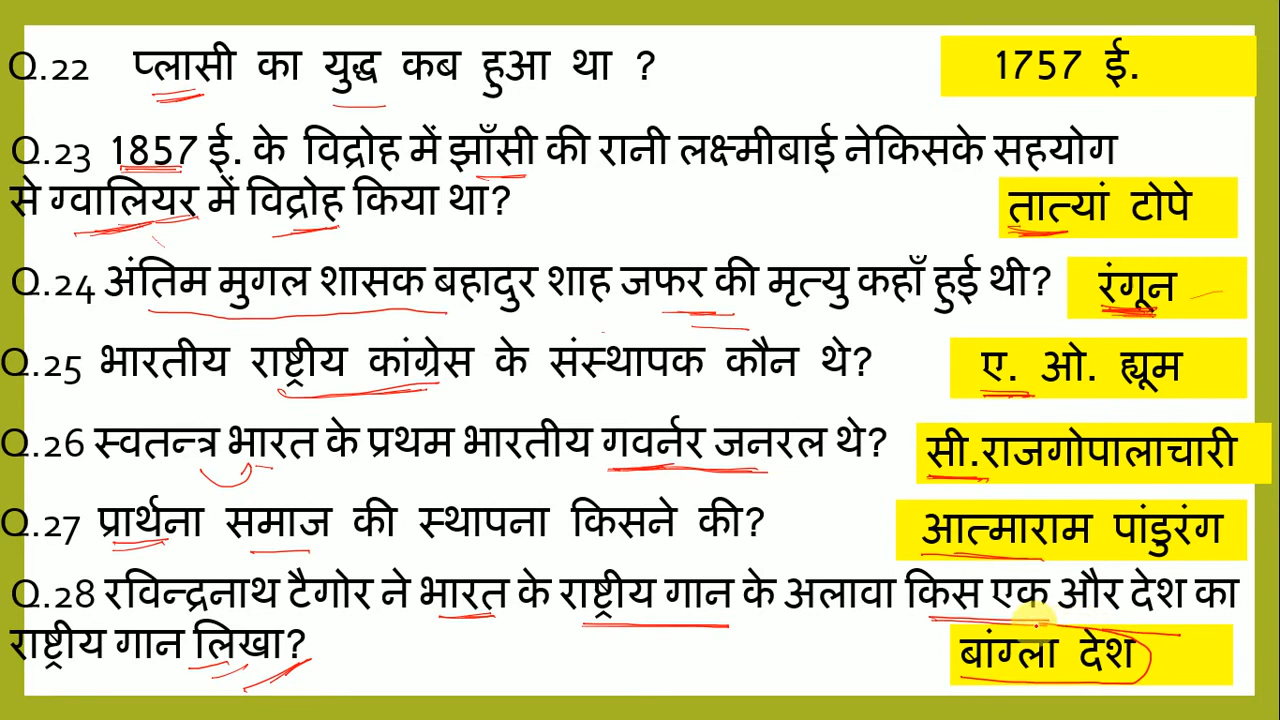 Q.22 प्लासी का युद्ध कब हुआ था ? 1757 ई.
Q.23 1857 ई. के विद्रोह में झाँसी की रानी लक्ष्मीबाई नेकिसके सहयोग
से ग्वालियर में विद्रोह किया था? तात्यां टोपे
Q.24 अंतिम मुगल शासक बहादुर शाह जफर की मृत्यु कहाँ हुई थी? रंगून
Q.25 भारतीय राष्ट्रीय कांग्रेस के संस्थापक कौन थे? ए. ओ. ह्यूम
Q.26 स्वतन्त्र भारत के प्रथम भारतीय गवर्नर जनरल थे? सी.राजगोपालाचारी
Q.27 प्रार्थना समाज की स्थापना किसने की? आत्माराम पांडुरंग
Q.28 रविन्द्रनाथ टैगोर ने भारत के राष्ट्रीय गान के अलावा किस एक और देश का
राष्ट्रीय गान लिखा? बांग्ला देश